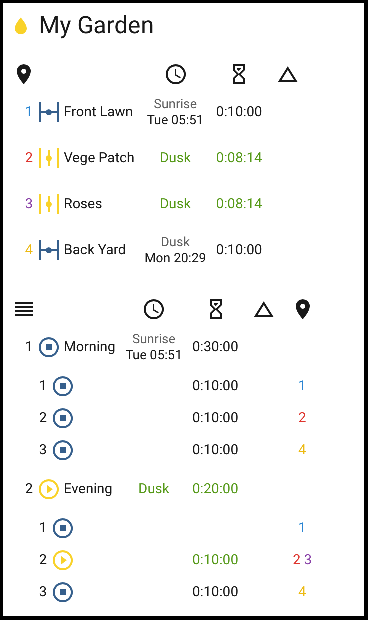 My Garden
1 Front Lawn Sunrise Tue 05:51 0:10:00
2 Vege Patch Dusk 0:08:14
3 Roses Dusk 0:08:14
4 Back Yard Dusk Mon 20:29 0:10:00
1 Morning Sunrise Tue 05:51 0:30:00
1 0:10:00 1
2 0:10:00 2
3 0:10:00 4
2 Evening Dusk 0:20:00
1 1
2 0:10:00 2 3
3 0:10:00 4